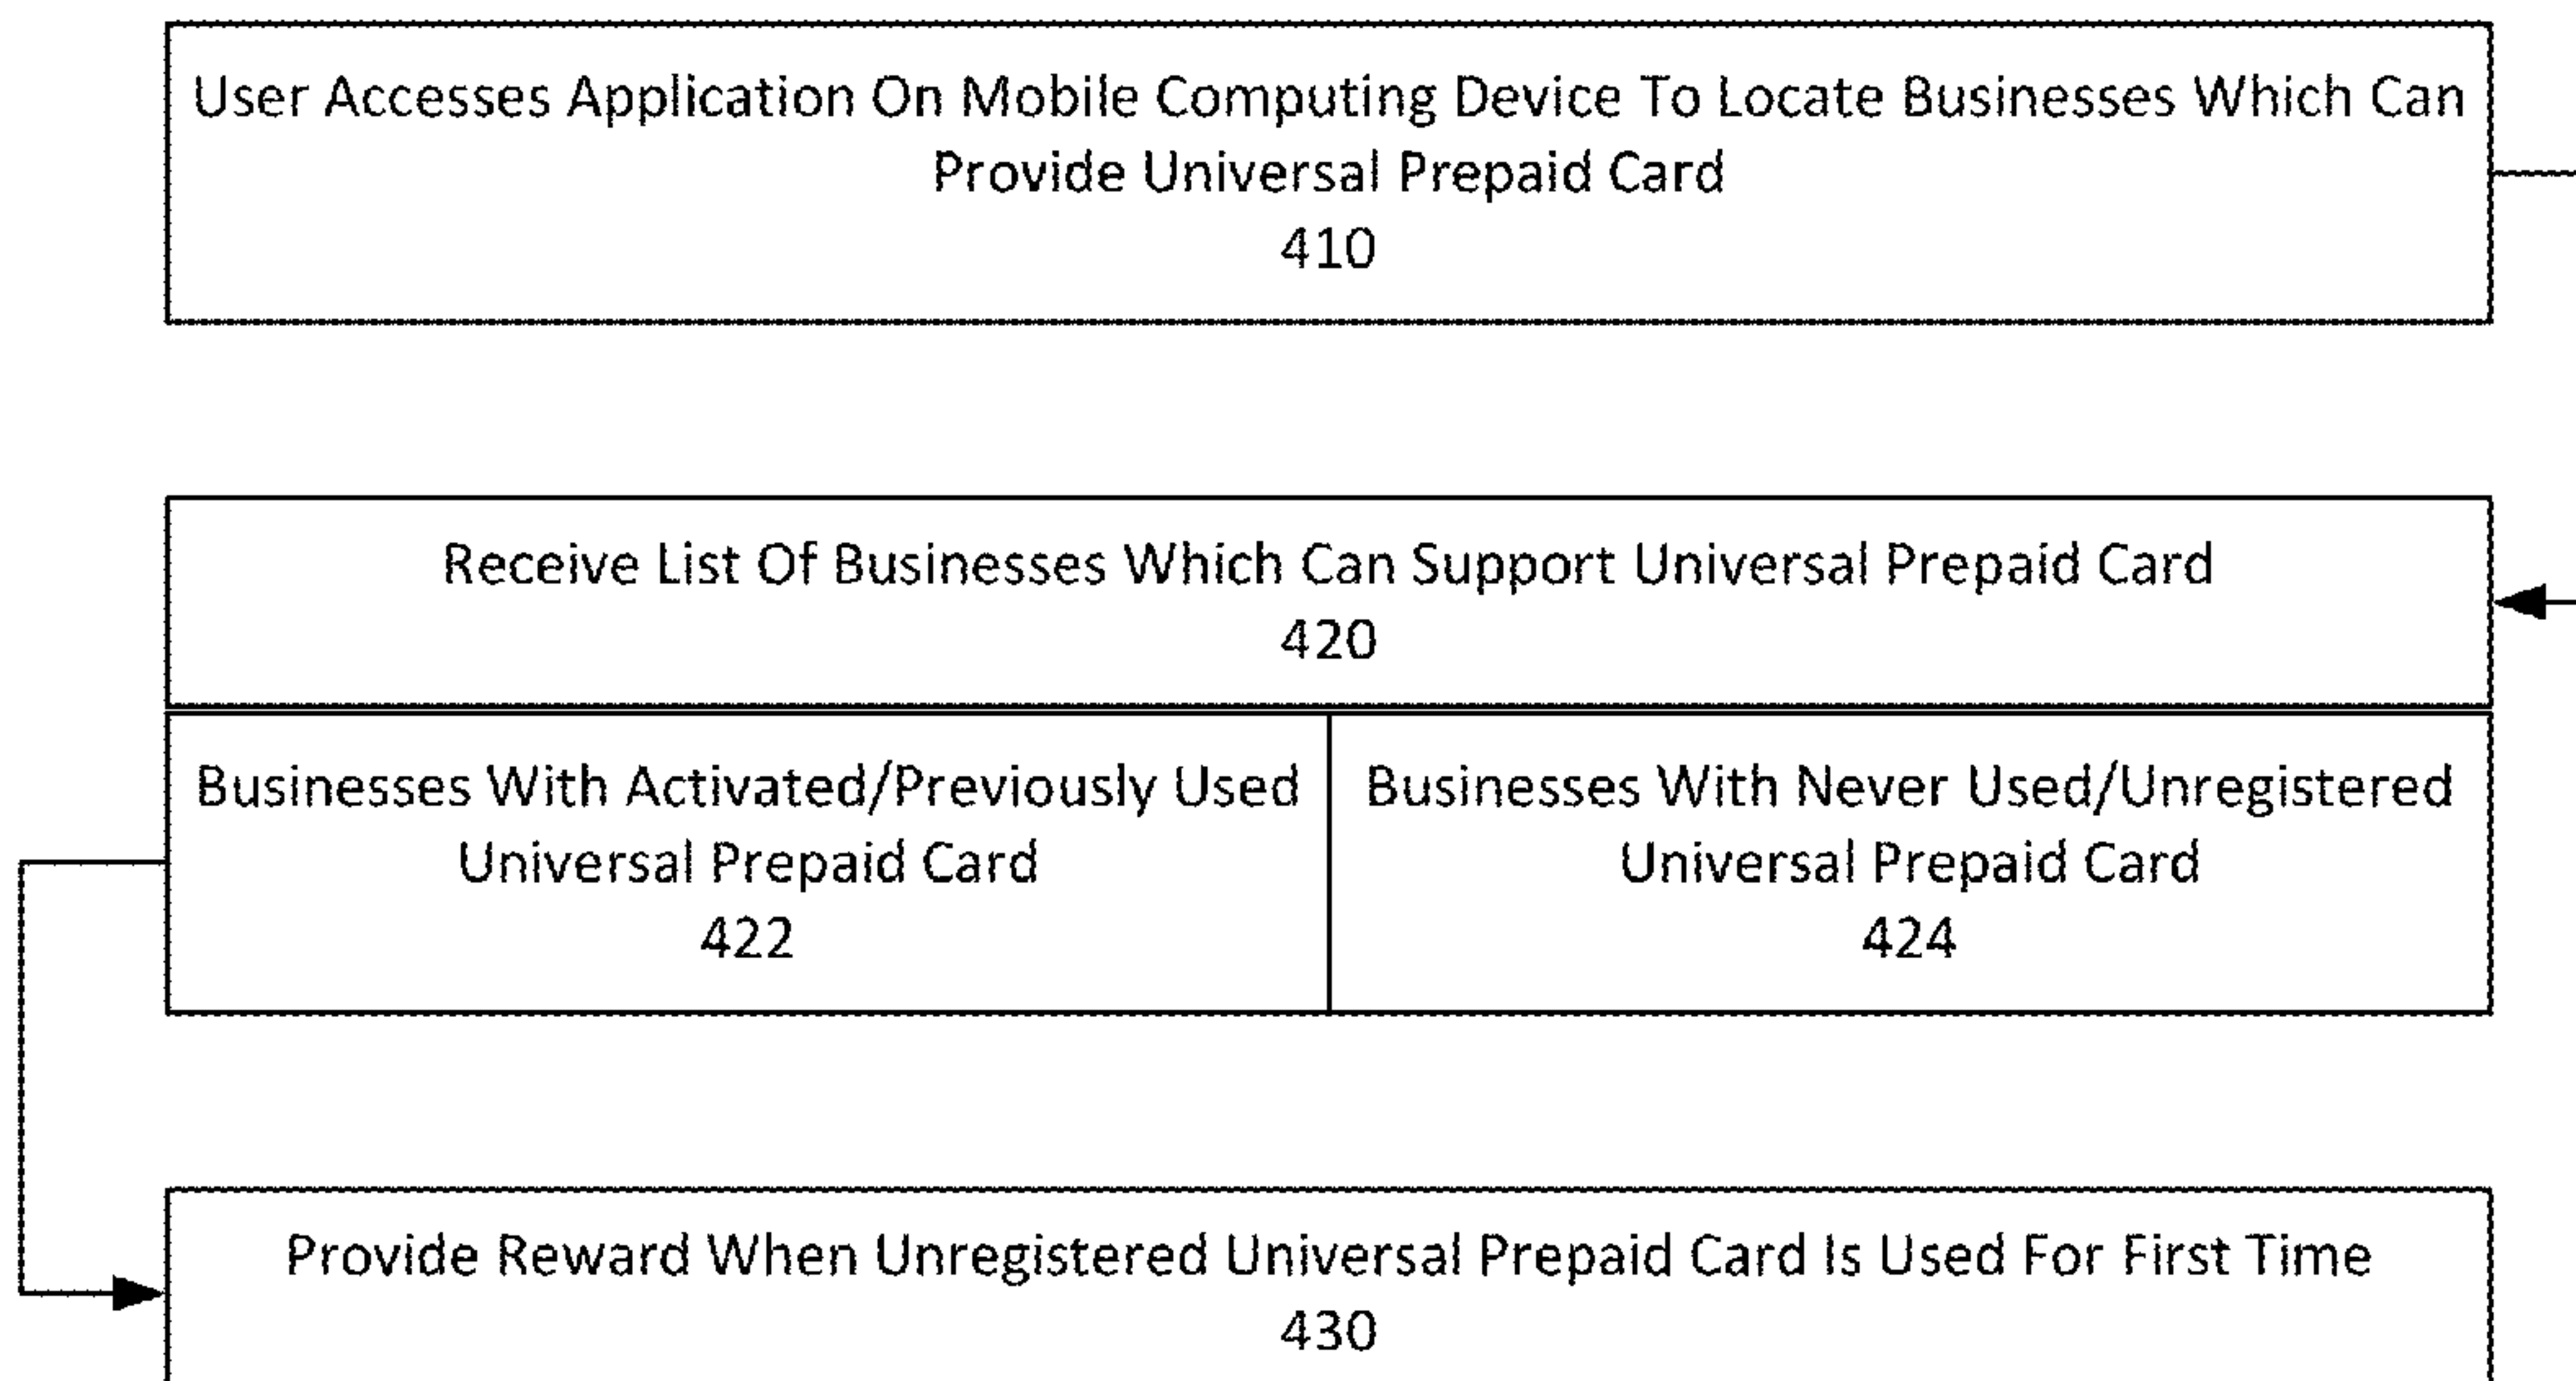 User Accesses Application On Mobile Computing Device To Locate Businesses Which Can
Provide Universal Prepaid Card
410
Receive List Of Businesses Which Can Support Universal Prepaid Card
420
Businesses With Activated/Previously Used
Universal Prepaid Card
422
Businesses With Never Used/Unregistered
Universal Prepaid Card
424
Provide Reward When Unregistered Universal Prepaid Card Is Used For First Time
430